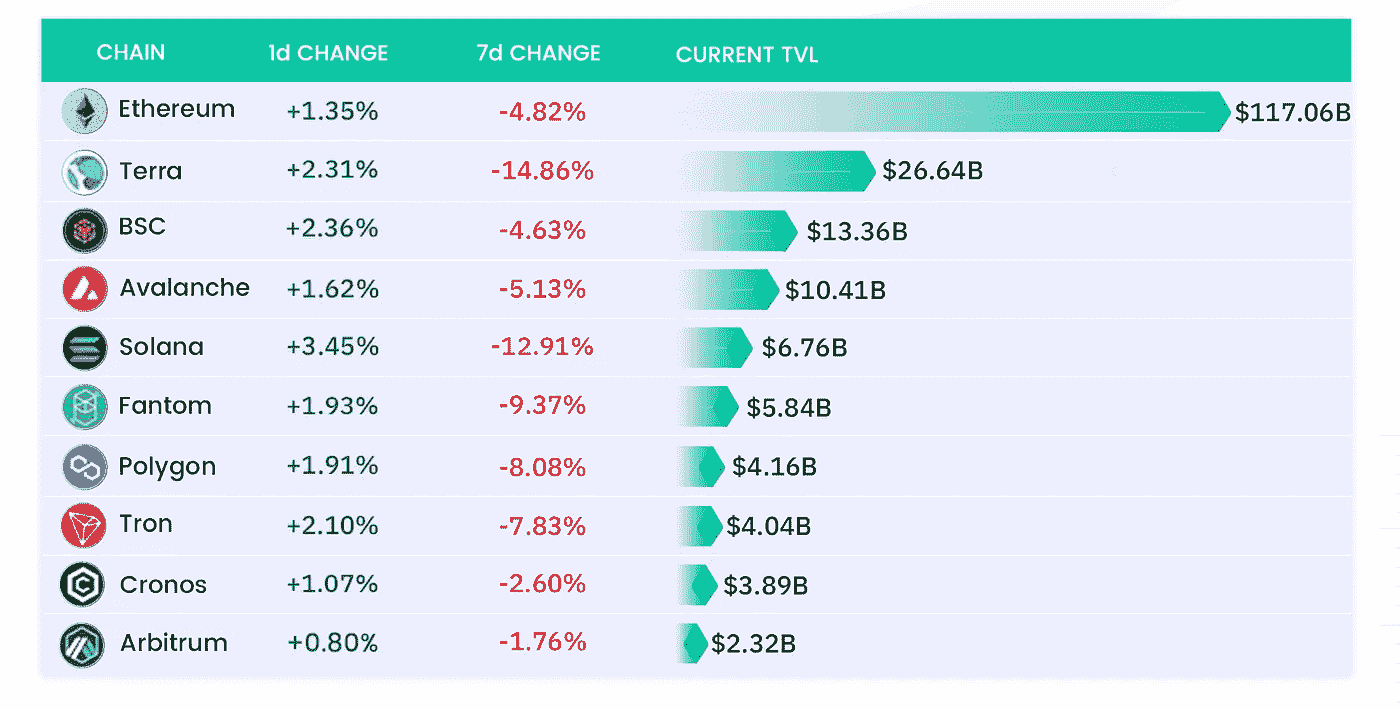 CHAIN 1d CHANGE 7d CHANGE CURRENT TVL
Ethereum +1.35% -4.82% $117.06B
Terra +2.31% -14.86% $26.64B
BSC +2.36% -4.63% $13.36B
Avalanche +1.62% -5.13% $10.41B
Solana +3.45% -12.91% $6.76B
Fantom +1.93% -9.37% $5.84B
Polygon +1.91% -8.08% $4.16B
Tron +2.10% -7.83% $4.04B
Cronos +1.07% -2.60% $3.89B
Arbitrum +0.80% -1.76% $2.32B